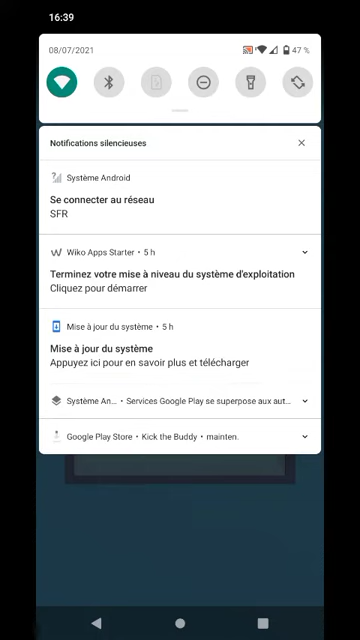 16:39
08/07/2021
47 %
Notifications silencieuses
Système Android
Se connecter au réseau
SFR
Wiko Apps Starter • 5 h
Terminez votre mise à niveau du système d'exploitation
Cliquez pour démarrer
Mise à jour du système • 5 h
Mise à jour du système
Appuyez ici pour en savoir plus et télécharger
Système An… • Services Google Play se superpose aux aut…
Google Play Store • Kick the Buddy • mainten.